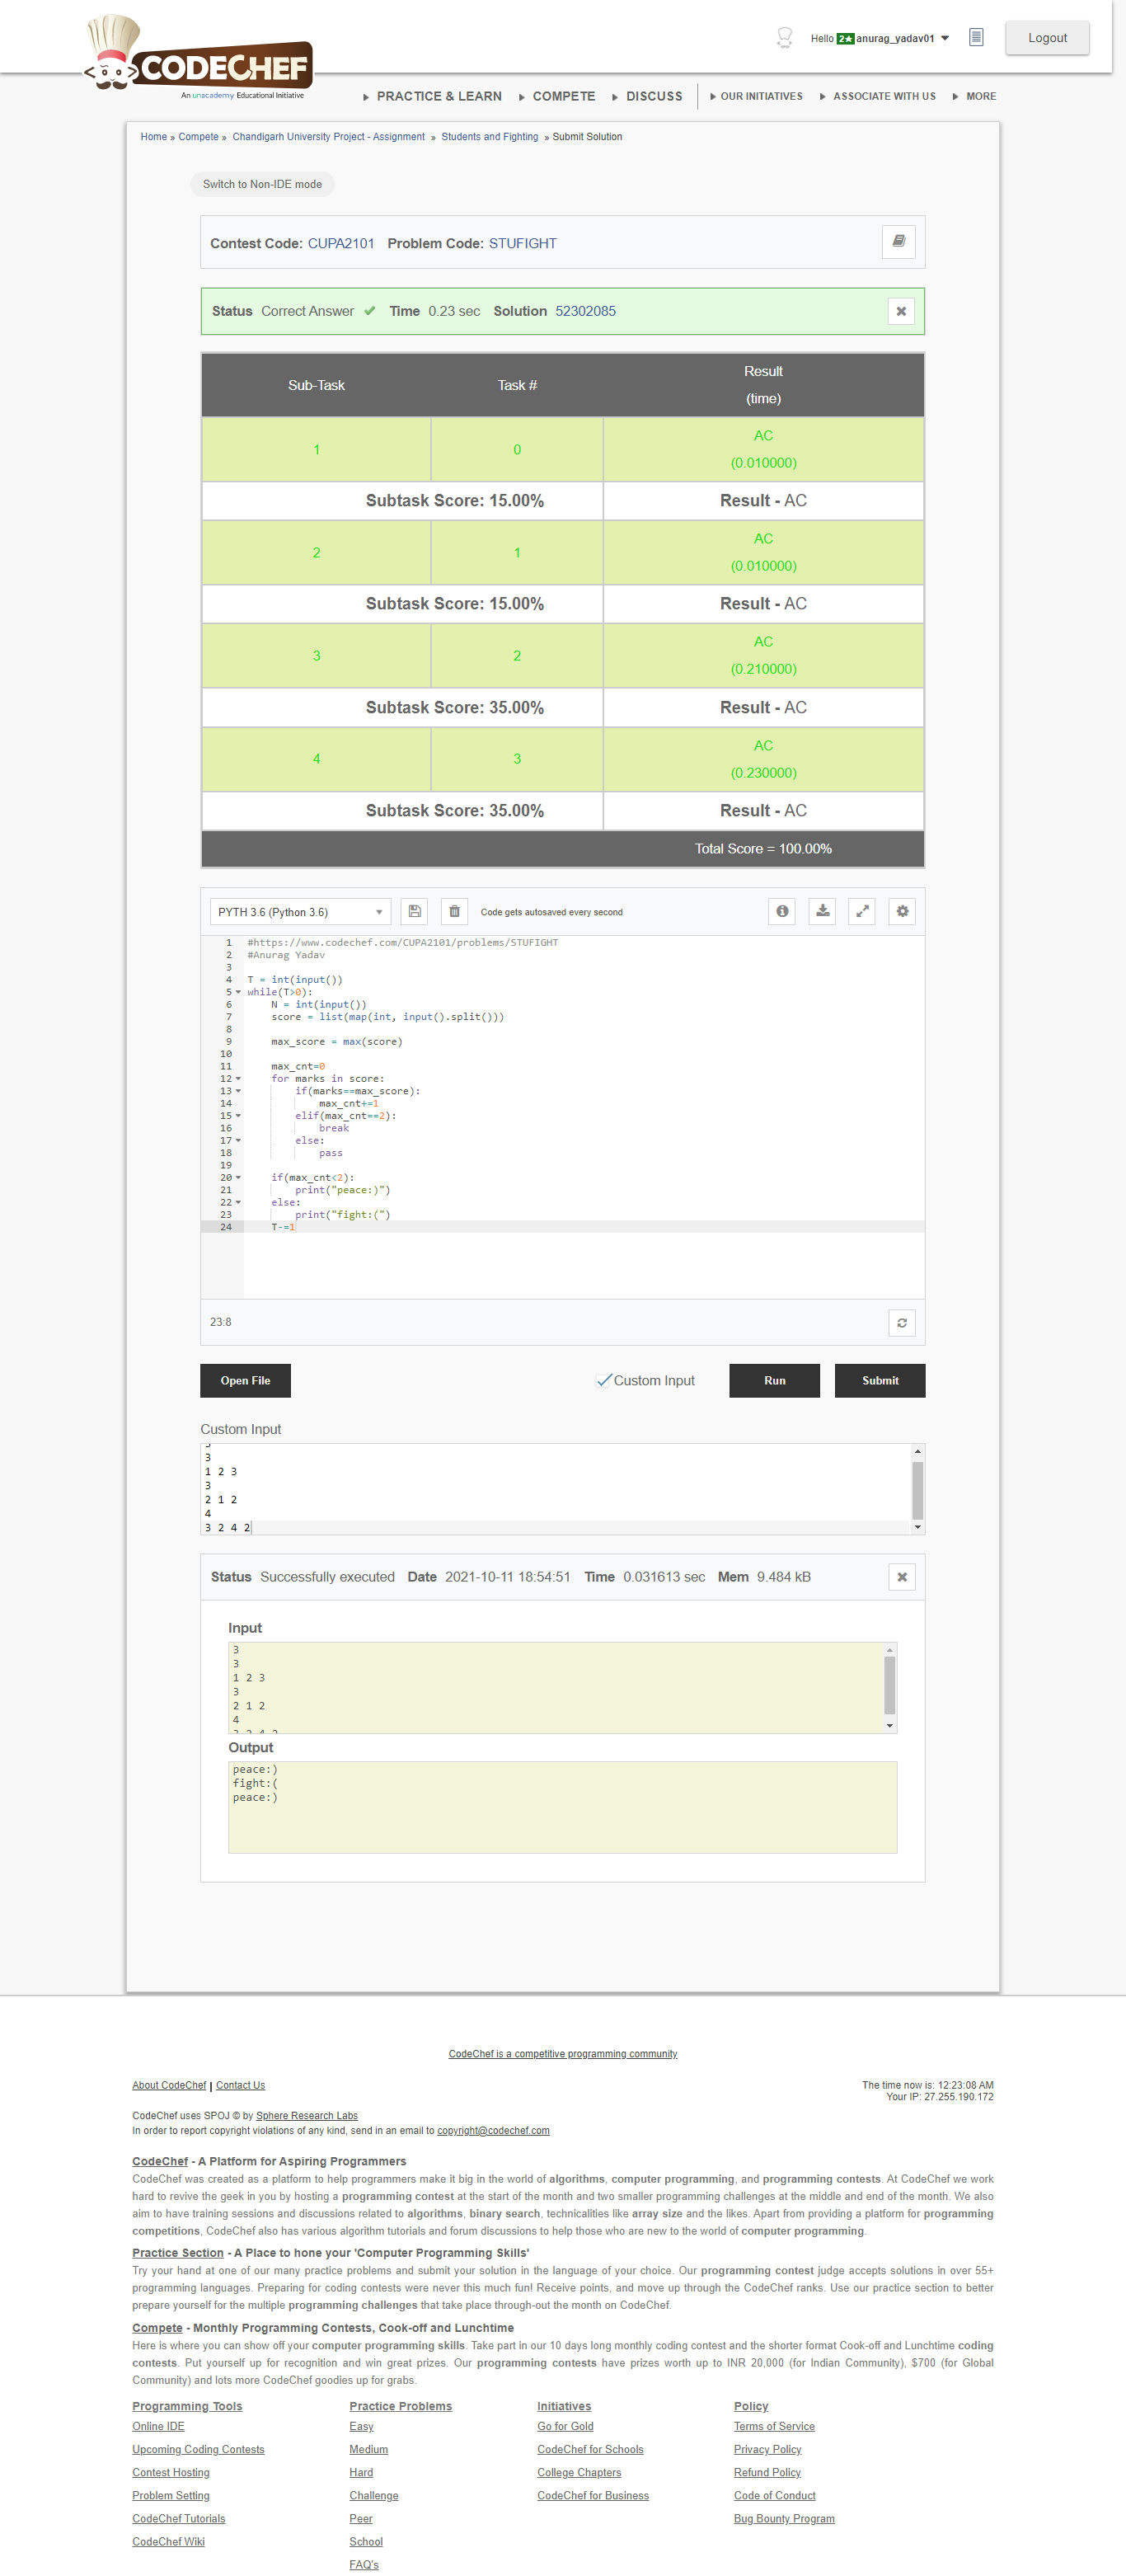 CODECHEF
An unacademy Educational Initiative
Hello 2★ anurag_yadav01
Logout
PRACTICE & LEARN COMPETE DISCUSS OUR INITIATIVES ASSOCIATE WITH US MORE
Home » Compete » Chandigarh University Project - Assignment » Students and Fighting » Submit Solution
Switch to Non-IDE mode
Contest Code: CUPA2101 Problem Code: STUFIGHT
Status Correct Answer Time 0.23 sec Solution 52302085
Sub-Task Task # Result (time)
1 0 AC (0.010000)
Subtask Score: 15.00% Result - AC
2 1 AC (0.010000)
Subtask Score: 15.00% Result - AC
3 2 AC (0.210000)
Subtask Score: 35.00% Result - AC
4 3 AC (0.230000)
Subtask Score: 35.00% Result - AC
Total Score = 100.00%
PYTH 3.6 (Python 3.6) Code gets autosaved every second
1 #https://www.codechef.com/CUPA2101/problems/STUFIGHT
2 #Anurag Yadav
3
4 T = int(input())
5 while(T>0):
6     N = int(input())
7     score = list(map(int, input().split()))
8
9     max_score = max(score)
10
11     max_cnt=0
12     for marks in score:
13         if(marks==max_score):
14             max_cnt+=1
15         elif(max_cnt==2):
16             break
17         else:
18             pass
19
20     if(max_cnt<2):
21         print("peace:)")
22     else:
23         print("fight:(")
24     T-=1
23:8
Open File Custom Input Run Submit
Custom Input
3
1 2 3
3
2 1 2
4
3 2 4 2
Status Successfully executed Date 2021-10-11 18:54:51 Time 0.031613 sec Mem 9.484 kB
Input
3
3
1 2 3
3
2 1 2
4
Output
peace:)
fight:(
peace:)
CodeChef is a competitive programming community
About CodeChef | Contact Us
The time now is: 12:23:08 AM
Your IP: 27.255.190.172
CodeChef uses SPOJ © by Sphere Research Labs
In order to report copyright violations of any kind, send in an email to copyright@codechef.com
CodeChef - A Platform for Aspiring Programmers
CodeChef was created as a platform to help programmers make it big in the world of algorithms, computer programming, and programming contests. At CodeChef we work
hard to revive the geek in you by hosting a programming contest at the start of the month and two smaller programming challenges at the middle and end of the month. We also
aim to have training sessions and discussions related to algorithms, binary search, technicalities like array size and the likes. Apart from providing a platform for programming
competitions, CodeChef also has various algorithm tutorials and forum discussions to help those who are new to the world of computer programming.
Practice Section - A Place to hone your 'Computer Programming Skills'
Try your hand at one of our many practice problems and submit your solution in the language of your choice. Our programming contest judge accepts solutions in over 55+
programming languages. Preparing for coding contests were never this much fun! Receive points, and move up through the CodeChef ranks. Use our practice section to better
prepare yourself for the multiple programming challenges that take place through-out the month on CodeChef.
Compete - Monthly Programming Contests, Cook-off and Lunchtime
Here is where you can show off your computer programming skills. Take part in our 10 days long monthly coding contest and the shorter format Cook-off and Lunchtime coding
contests. Put yourself up for recognition and win great prizes. Our programming contests have prizes worth up to INR 20,000 (for Indian Community), $700 (for Global
Community) and lots more CodeChef goodies up for grabs.
Programming Tools Practice Problems Initiatives Policy
Online IDE Easy Go for Gold Terms of Service
Upcoming Coding Contests Medium CodeChef for Schools Privacy Policy
Contest Hosting Hard College Chapters Refund Policy
Problem Setting Challenge CodeChef for Business Code of Conduct
CodeChef Tutorials Peer Bug Bounty Program
CodeChef Wiki School
FAQ's